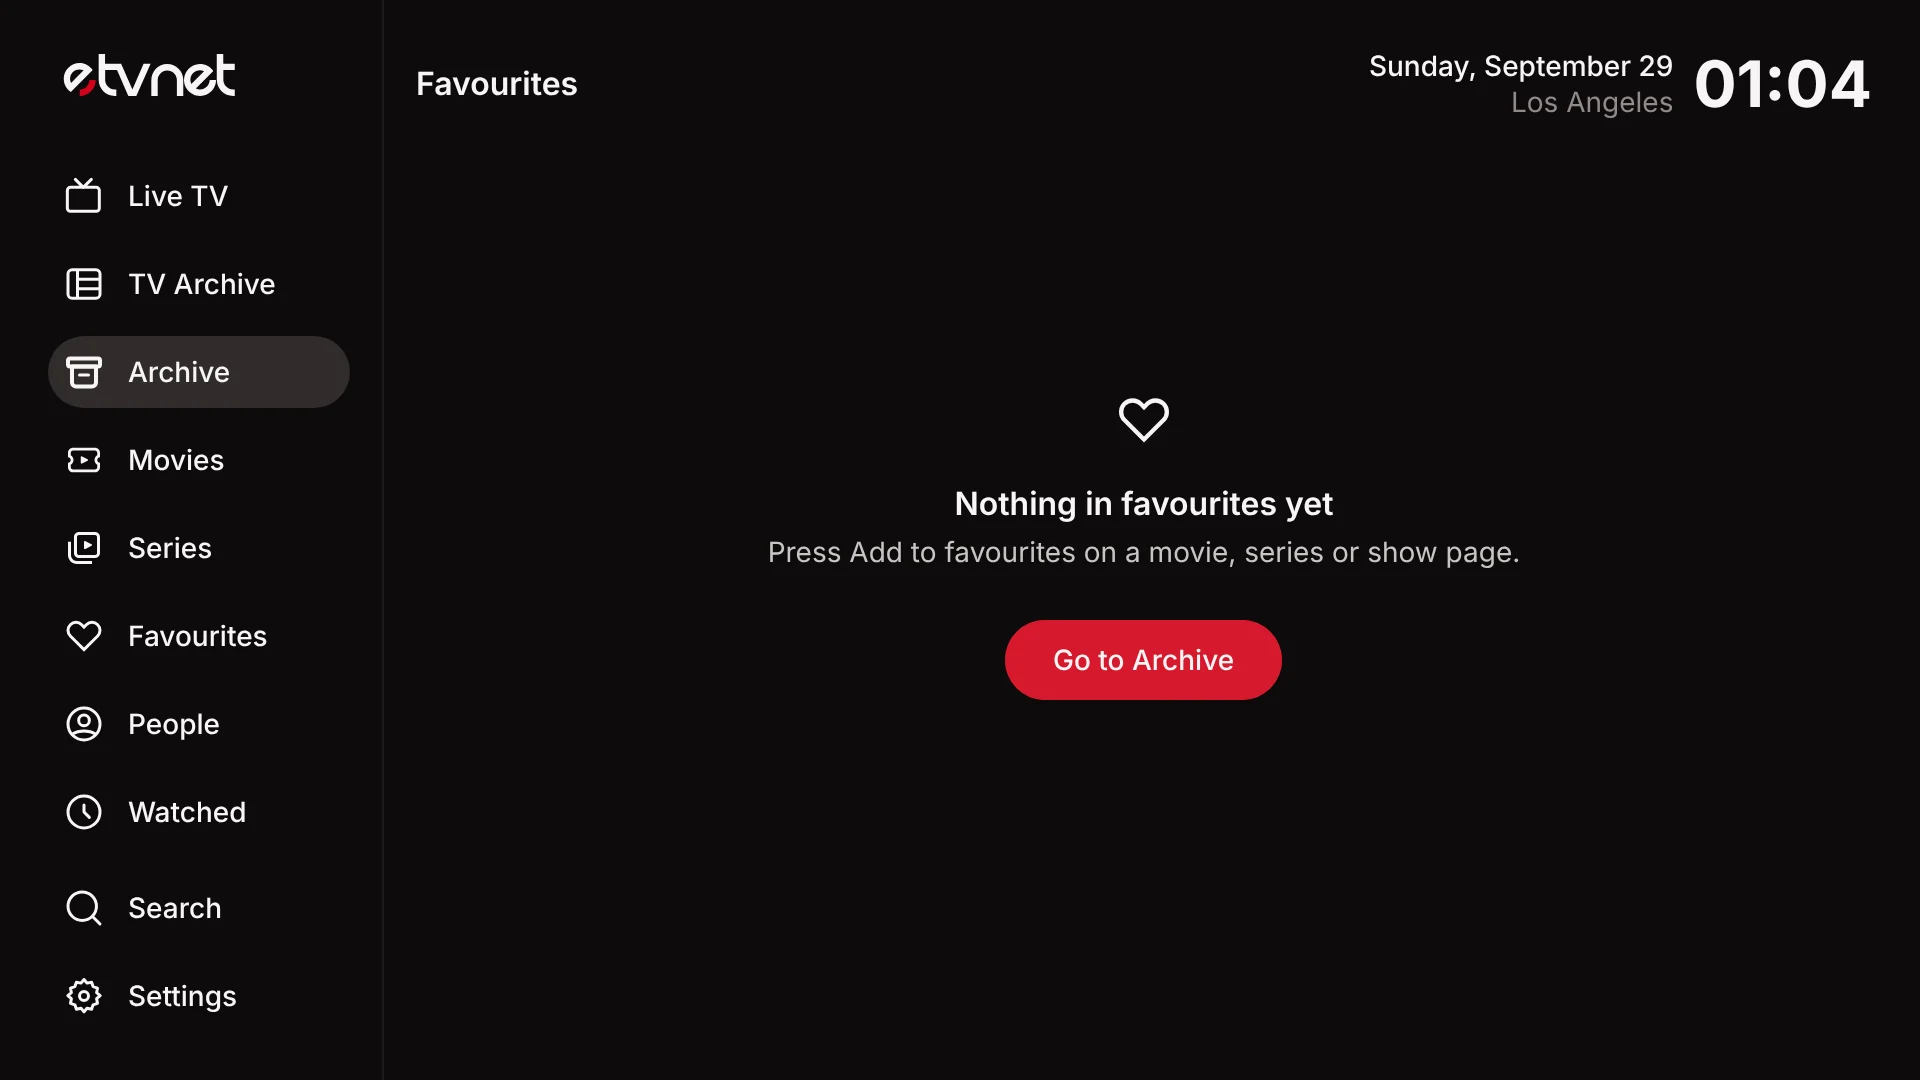 etvnet
Live TV
TV Archive
Archive
Movies
Series
Favourites
People
Watched
Search
Settings
Favourites
Sunday, September 29
Los Angeles
01:04
Nothing in favourites yet
Press Add to favourites on a movie, series or show page.
Go to Archive